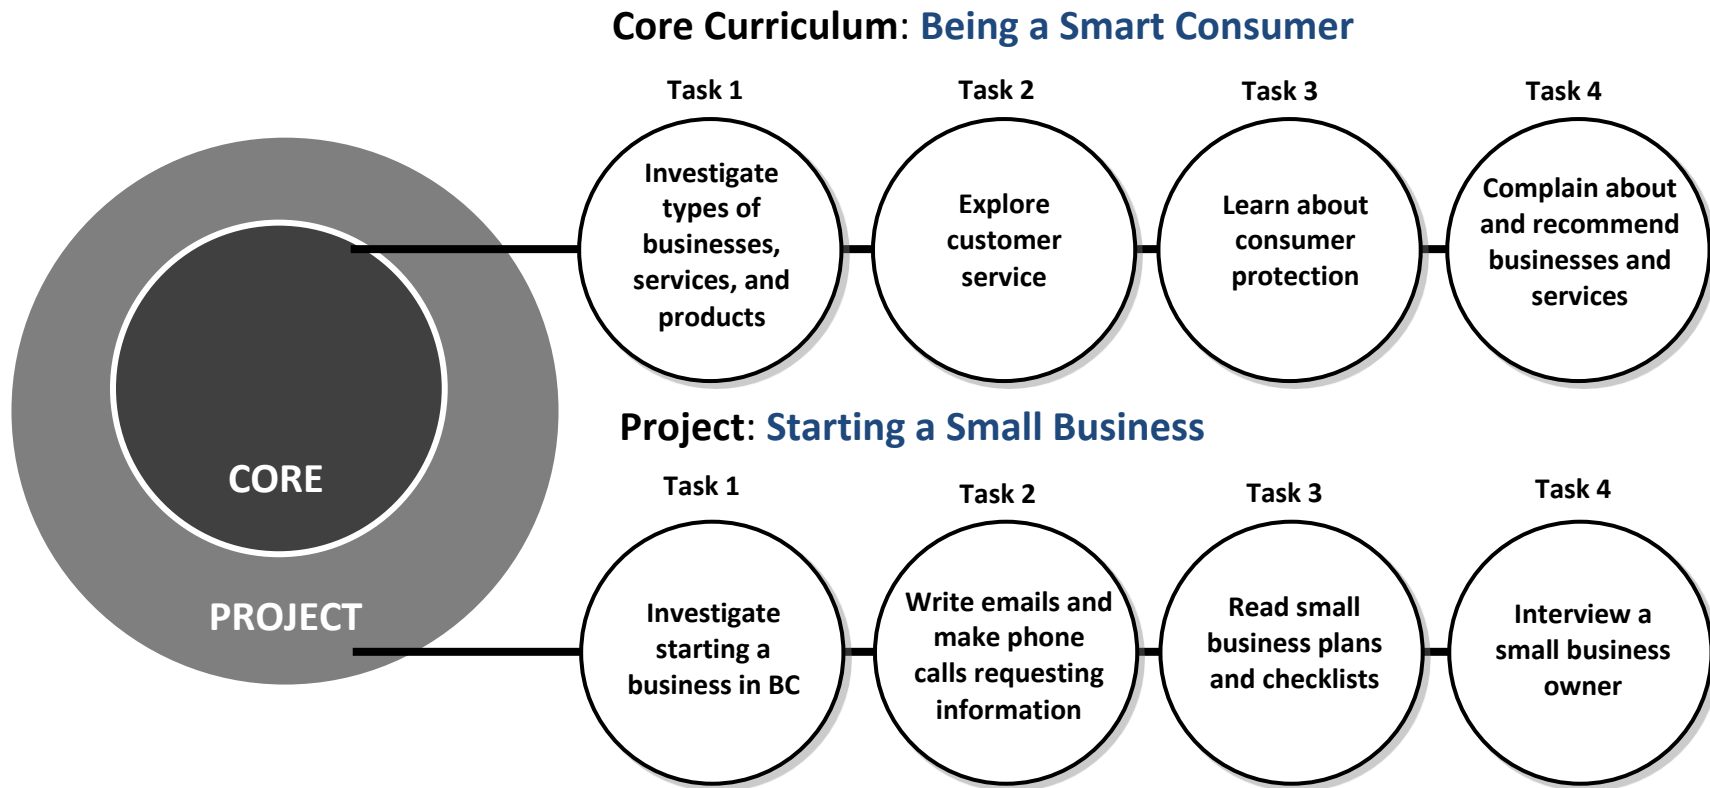 Core Curriculum: Being a Smart Consumer
Task 1
Task 2
Task 3
Task 4
Investigate
types of
businesses,
services, and
products
Explore
customer
service
Learn about
consumer
protection
Complain about
and recommend
businesses and
services
CORE
PROJECT
Project: Starting a Small Business
Task 1
Task 2
Task 3
Task 4
Investigate
starting a
business in BC
Write emails and
make phone
calls requesting
information
Read small
business plans
and checklists
Interview a
small business
owner